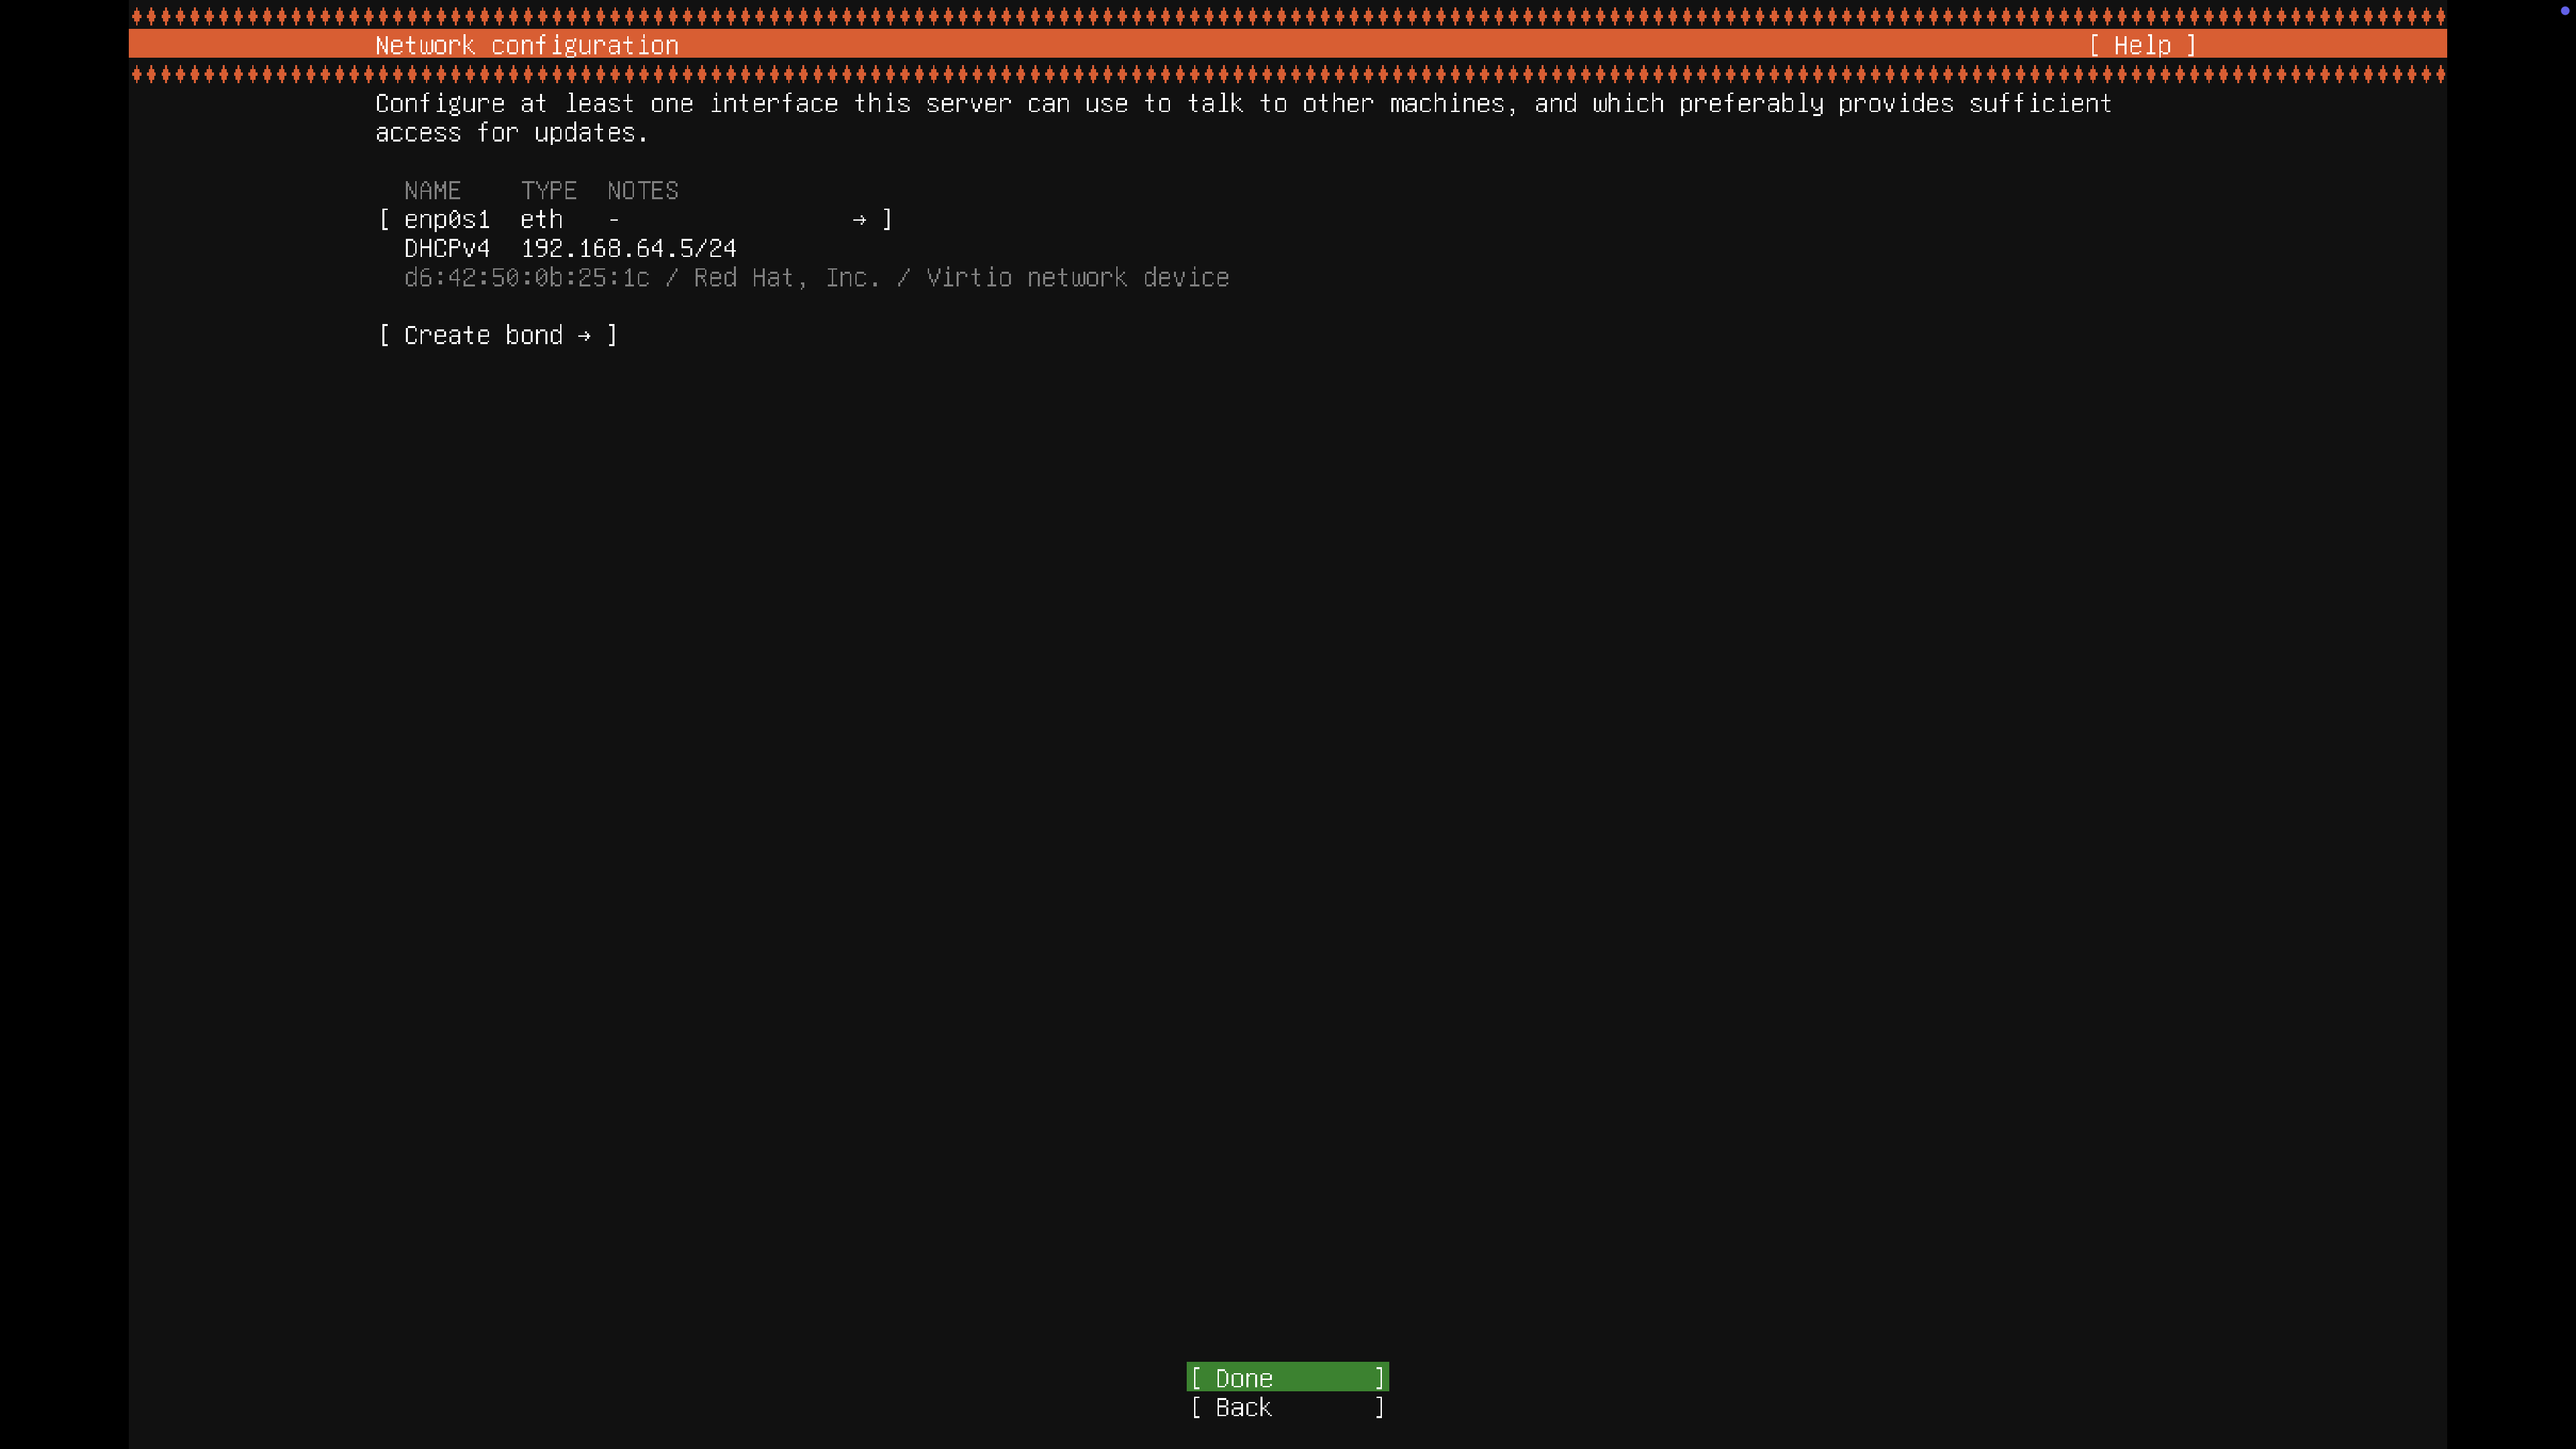 Network configuration [ Help ]
Configure at least one interface this server can use to talk to other machines, and which preferably provides sufficient
access for updates.
NAME TYPE NOTES
[ enp0s1 eth - → ]
DHCPv4 192.168.64.5/24
d6:42:50:0b:25:1c / Red Hat, Inc. / Virtio network device
[ Create bond → ]
[ Done ]
[ Back ]